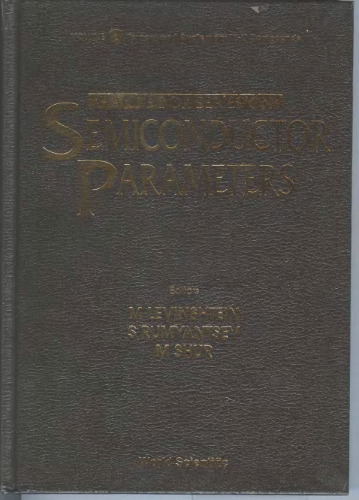 HANDBOOK SERIES ON
SEMICONDUCTOR
PARAMETERS
Editors
M LEVINSHTEIN
S RUMYANTSEV
M SHUR
World Scientific